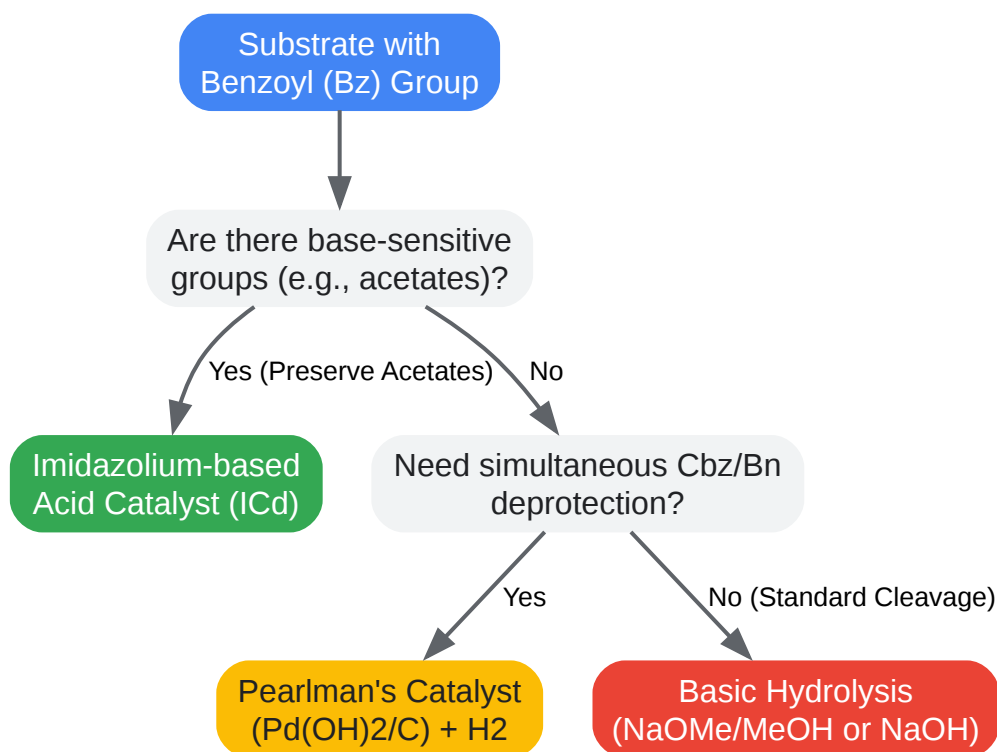 Substrate with
Benzoyl (Bz) Group
Are there base-sensitive
groups (e.g., acetates)?
Yes (Preserve Acetates)
No
Imidazolium-based
Acid Catalyst (ICd)
Need simultaneous Cbz/Bn
deprotection?
Yes
No (Standard Cleavage)
Pearlman's Catalyst
(Pd(OH)2/C) + H2
Basic Hydrolysis
(NaOMe/MeOH or NaOH)